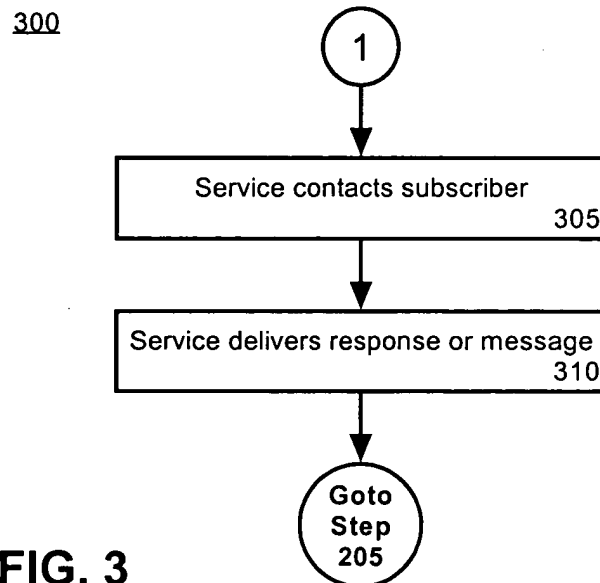 300
1
Service contacts subscriber
305
Service delivers response or message
310
Goto
Step
205
FIG. 3